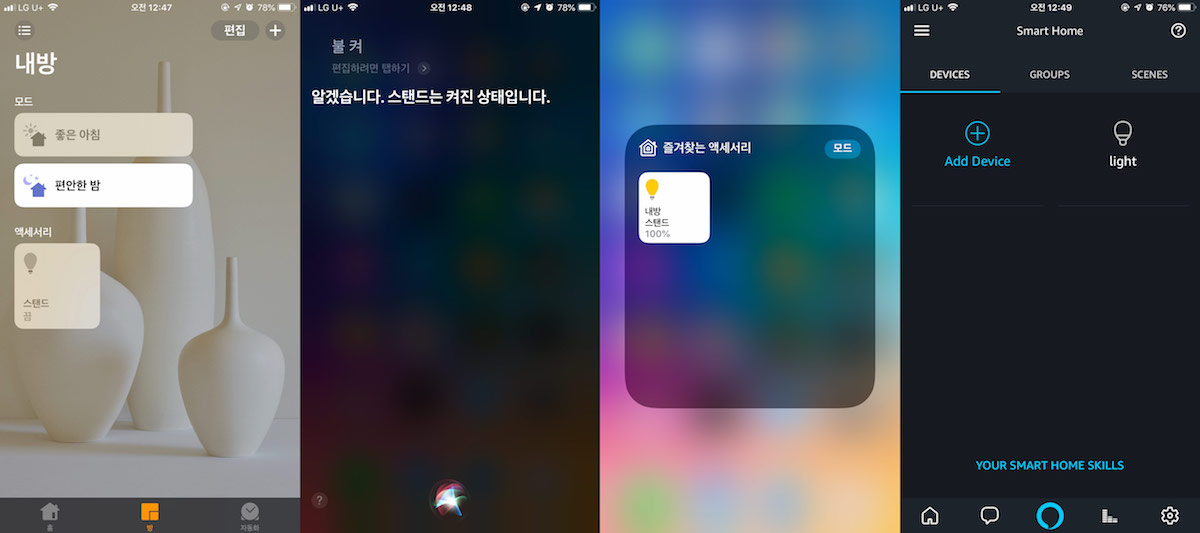 LG U+ 오전 12:47 78%
편집
내방
모드
좋은 아침
편안한 밤
액세서리
스탠드
끔
홈
방
자동화
LG U+ 오전 12:48 78%
불 켜
편집하려면 탭하기
알겠습니다. 스탠드는 켜진 상태입니다.
?
LG U+ 78%
즐겨찾는 액세서리
모드
내방
스탠드
100%
LG U+ 오전 12:49 76%
Smart Home
?
DEVICES
GROUPS
SCENES
Add Device
light
YOUR SMART HOME SKILLS